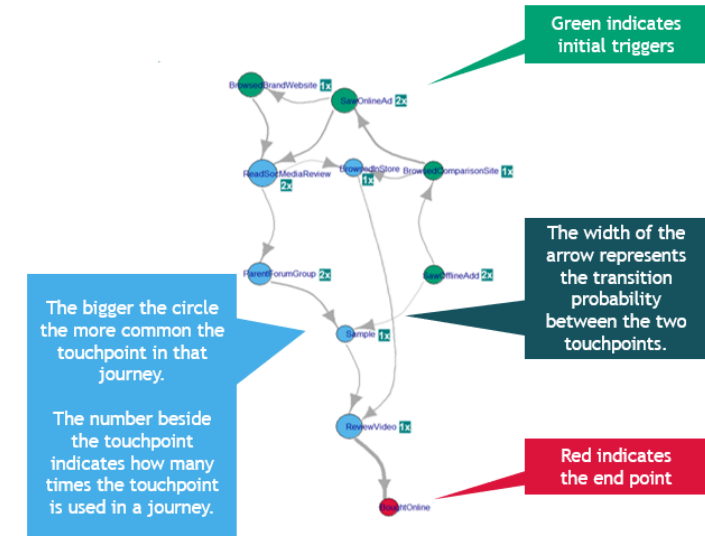 Green indicates
initial triggers
BrowsedBrandWebsite 1x
SawOnlineAd 2x
ReadSocMediaReview
2x
BrowsedInStore
1x
BrowsedComparisonSite 1x
ParentForumGroup 2x
SawOfflineAdd 2x
The width of the
arrow represents
the transition
probability
between the two
touchpoints.
The bigger the circle
the more common the
touchpoint in that
journey.
The number beside
the touchpoint
indicates how many
times the touchpoint
is used in a journey.
Sample 1x
ReviewVideo 1x
Red indicates
the end point
BoughtOnline